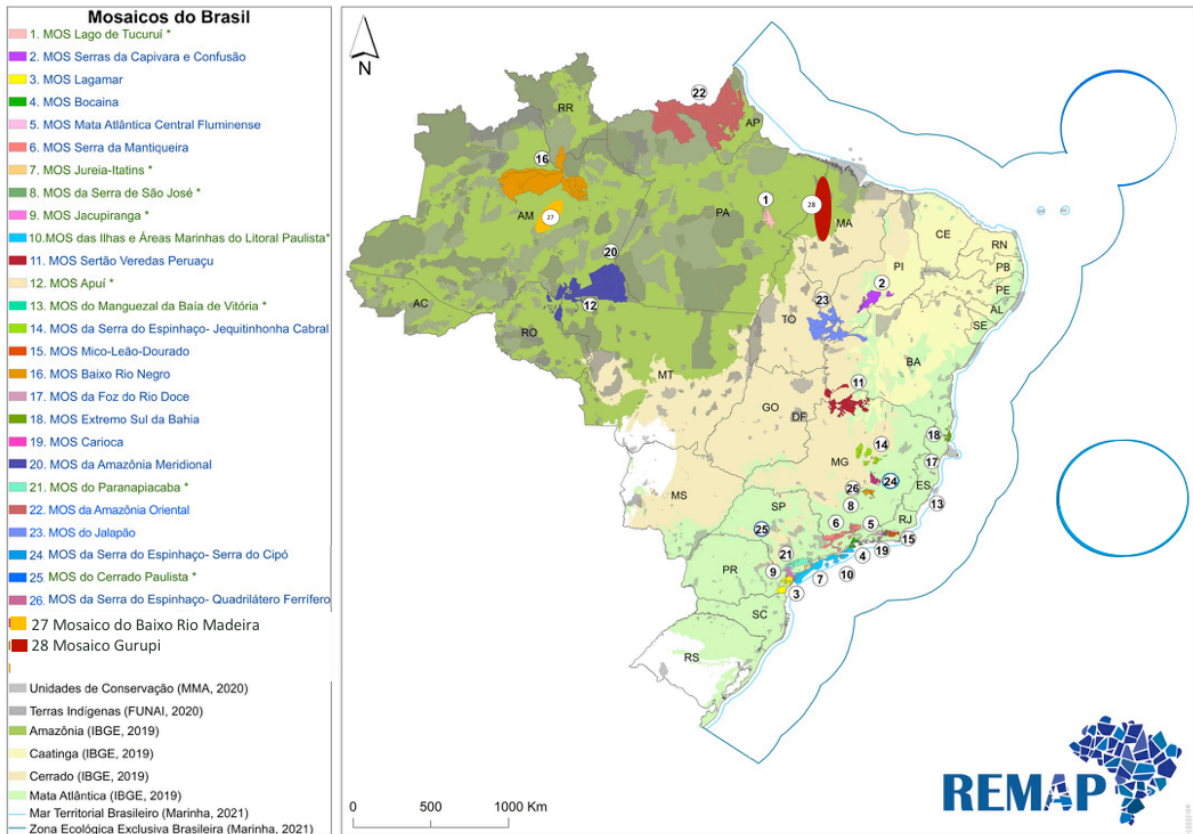 Mosaicos do Brasil
1. MOS Lago de Tucuruí *
2. MOS Serras da Capivara e Confusão
3. MOS Lagamar
4. MOS Bocaina
5. MOS Mata Atlântica Central Fluminense
6. MOS Serra da Mantiqueira
7. MOS Jureia-Itatins *
8. MOS da Serra de São José *
9. MOS Jacupiranga *
10.MOS das Ilhas e Áreas Marinhas do Litoral Paulista*
11. MOS Sertão Veredas Peruaçu
12. MOS Apuí *
13. MOS do Manguezal da Baía de Vitória *
14. MOS da Serra do Espinhaço- Jequitinhonha Cabral
15. MOS Mico-Leão-Dourado
16. MOS Baixo Rio Negro
17. MOS da Foz do Rio Doce
18. MOS Extremo Sul da Bahia
19. MOS Carioca
20. MOS da Amazônia Meridional
21. MOS do Paranapiacaba *
22. MOS da Amazônia Oriental
23. MOS do Jalapão
24. MOS da Serra do Espinhaço- Serra do Cipó
25. MOS do Cerrado Paulista *
26. MOS da Serra do Espinhaço- Quadrilátero Ferrífero
27 Mosaico do Baixo Rio Madeira
28 Mosaico Gurupi
Unidades de Conservação (MMA, 2020)
Terras Indígenas (FUNAI, 2020)
Amazônia (IBGE, 2019)
Caatinga (IBGE, 2019)
Cerrado (IBGE, 2019)
Mata Atlântica (IBGE, 2019)
Mar Territorial Brasileiro (Marinha, 2021)
Zona Ecológica Exclusiva Brasileira (Marinha, 2021)
N
22
RR
AP
16
1
28
AM
27
PA
MA
CE
RN
20
PI
PB
2
PE
AC
12
23
AL
RO
TO
SE
BA
MT
11
GO
DF
18
14
MG
17
24
ES
MS
26
13
8
SP
6
5
RJ
25
15
21
4
19
PR
9
7
10
3
SC
RS
0
500
1000 Km
REMAP